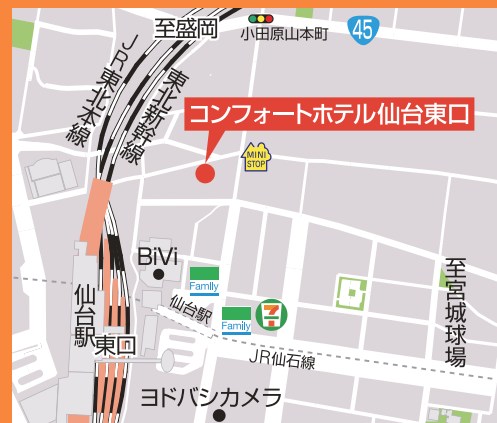 至盛岡
小田原山本町
45
JR東北本線
東北新幹線
コンフォートホテル仙台東口
MINI
STOP
BiVi
Family
仙台駅
Family
7
仙台駅
東口
JR仙石線
至宮城球場
ヨドバシカメラ